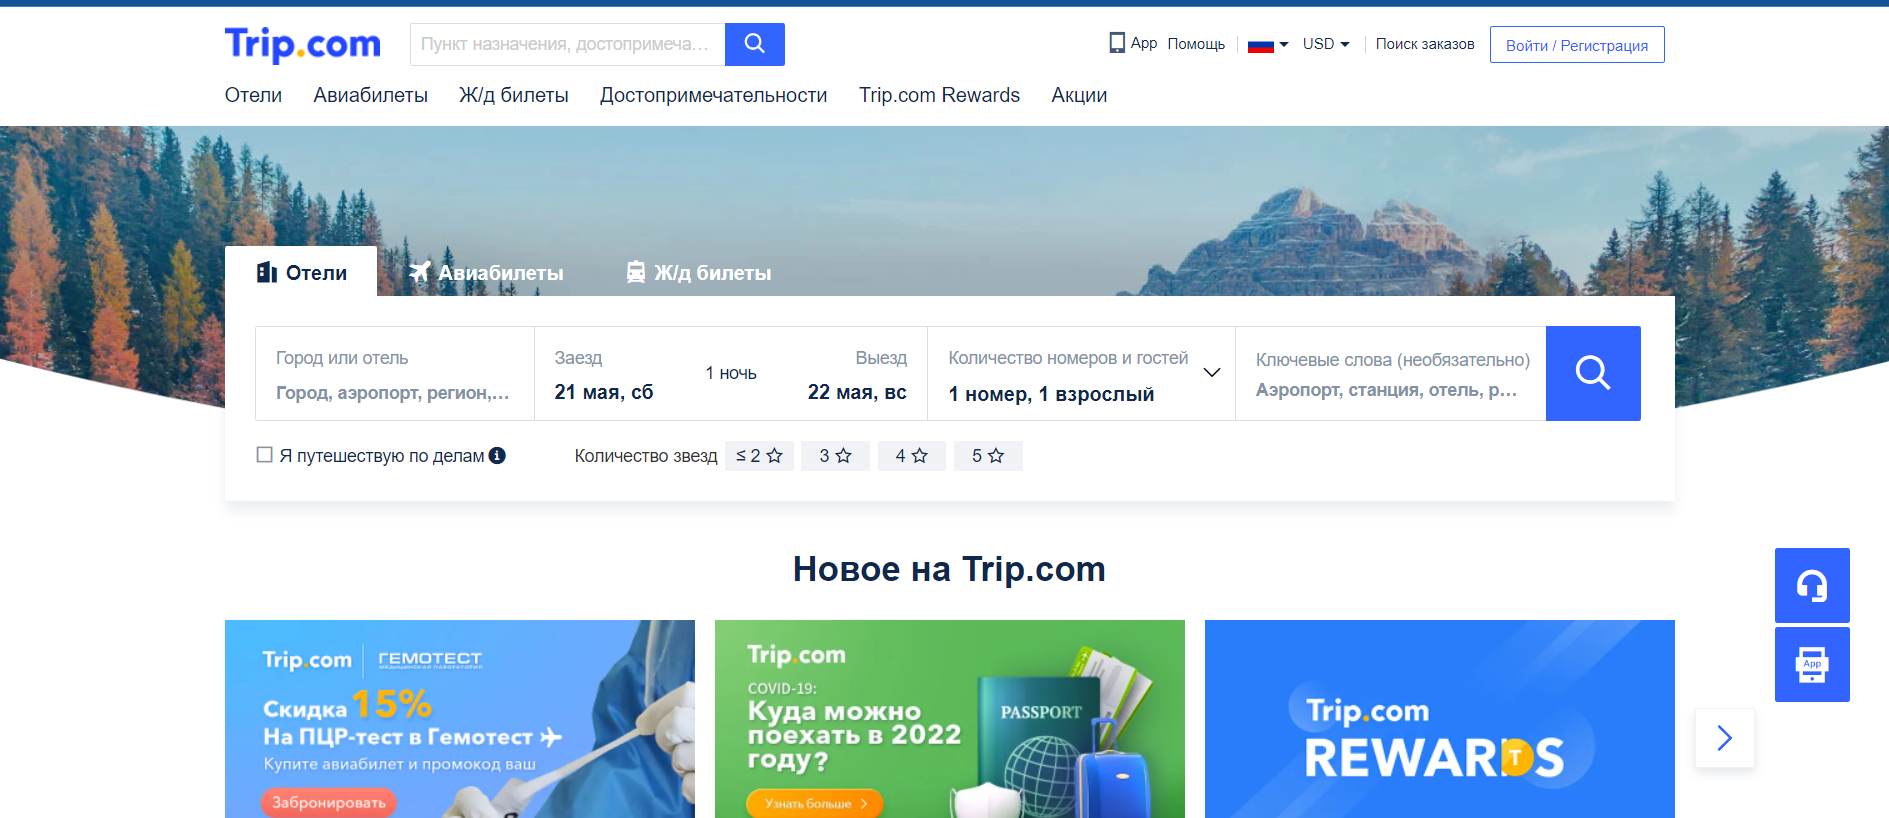 Trip.com
Пункт назначения, достопримеча...
App Помощь USD Поиск заказов Войти / Регистрация
Отели Авиабилеты Ж/д билеты Достопримечательности Trip.com Rewards Акции
Отели Авиабилеты Ж/д билеты
Город или отель Заезд Выезд Количество номеров и гостей Ключевые слова (необязательно)
1 ночь
Город, аэропорт, регион,... 21 мая, сб 22 мая, вс 1 номер, 1 взрослый Аэропорт, станция, отель, р...
Я путешествую по делам Количество звезд ≤ 2 3 4 5
Новое на Trip.com
Trip.com ГЕМОТЕСТ
МЕДИЦИНСКАЯ ЛАБОРАТОРИЯ
Скидка 15%
На ПЦР-тест в Гемотест
Купите авиабилет и промокод ваш
Забронировать
Trip.com
COVID-19:
Куда можно
поехать в 2022
году?
Узнать больше
PASSPORT
Trip.com
REWARDS
T
App